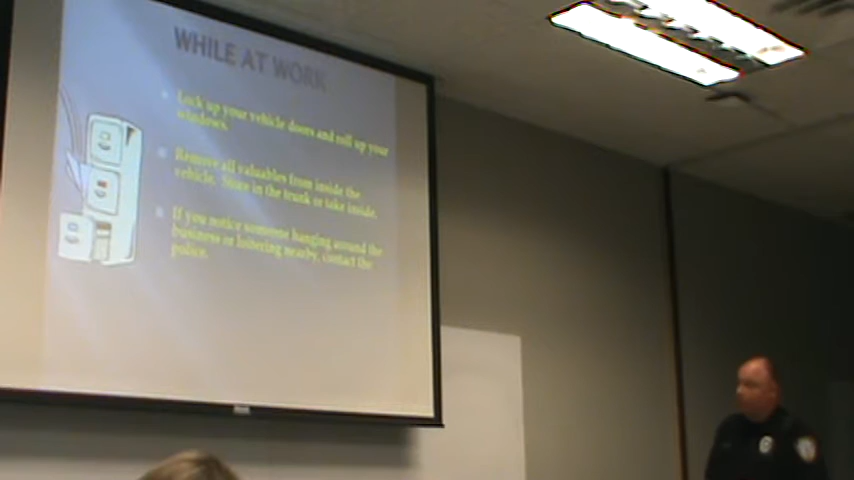 WHILE AT WORK
Lock up your vehicle doors and roll up your
windows.
Remove all valuables from inside the
vehicle. Store in the trunk or take inside.
If you notice someone hanging around the
business or loitering nearby, contact the
police.